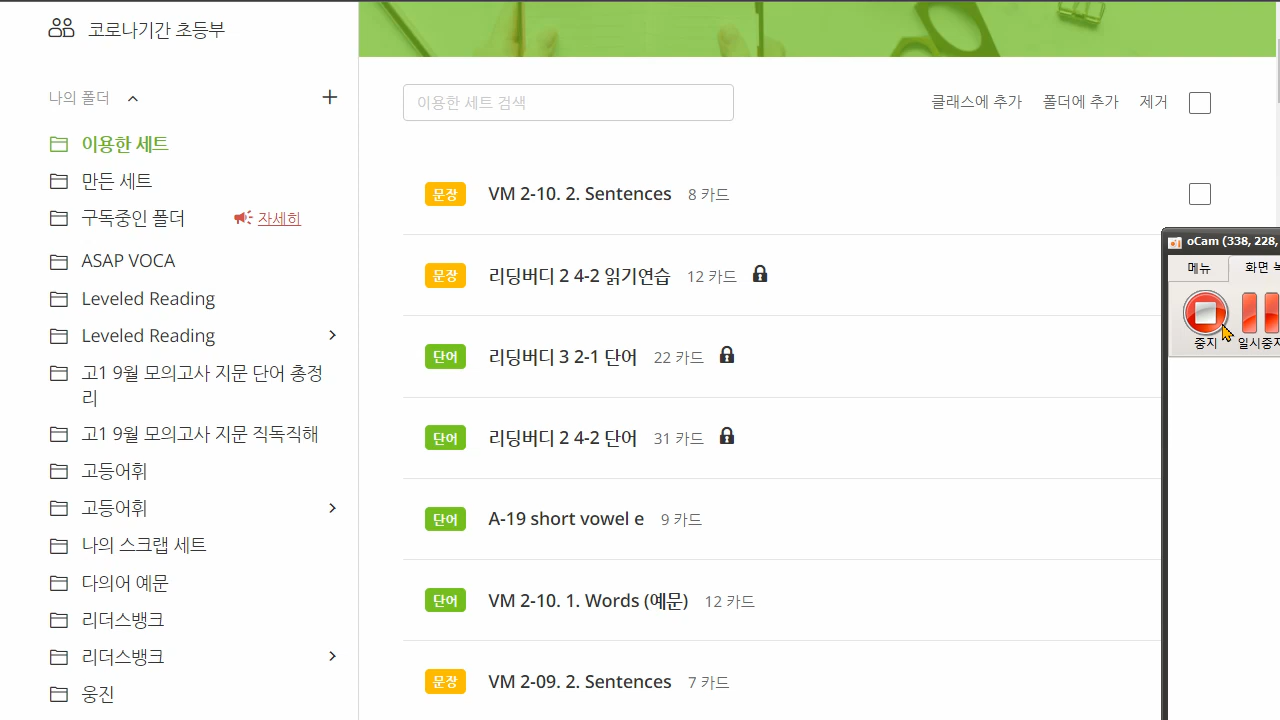 코로나기간 초등부
나의 폴더
이용한 세트
만든 세트
구독중인 폴더 자세히
ASAP VOCA
Leveled Reading
Leveled Reading
고1 9월 모의고사 지문 단어 총정
리
고1 9월 모의고사 지문 직독직해
고등어휘
고등어휘
나의 스크랩 세트
다의어 예문
리더스뱅크
리더스뱅크
웅진
이용한 세트 검색
클래스에 추가 폴더에 추가 제거
문장 VM 2-10. 2. Sentences 8 카드
문장 리딩버디 2 4-2 읽기연습 12 카드
단어 리딩버디 3 2-1 단어 22 카드
단어 리딩버디 2 4-2 단어 31 카드
단어 A-19 short vowel e 9 카드
단어 VM 2-10. 1. Words (예문) 12 카드
문장 VM 2-09. 2. Sentences 7 카드
oCam (338, 228,
메뉴 화면 녹
중지 일시중지